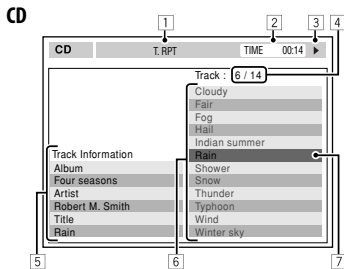 CD
1 2 3 4
CD T. RPT TIME 00:14
Track : 6 / 14
Cloudy
Fair
Fog
Hail
Indian summer
Track Information Rain
Album Shower
Four seasons Snow
Artist Thunder
Robert M. Smith Typhoon
Title Wind
Rain Winter sky
5 6 7